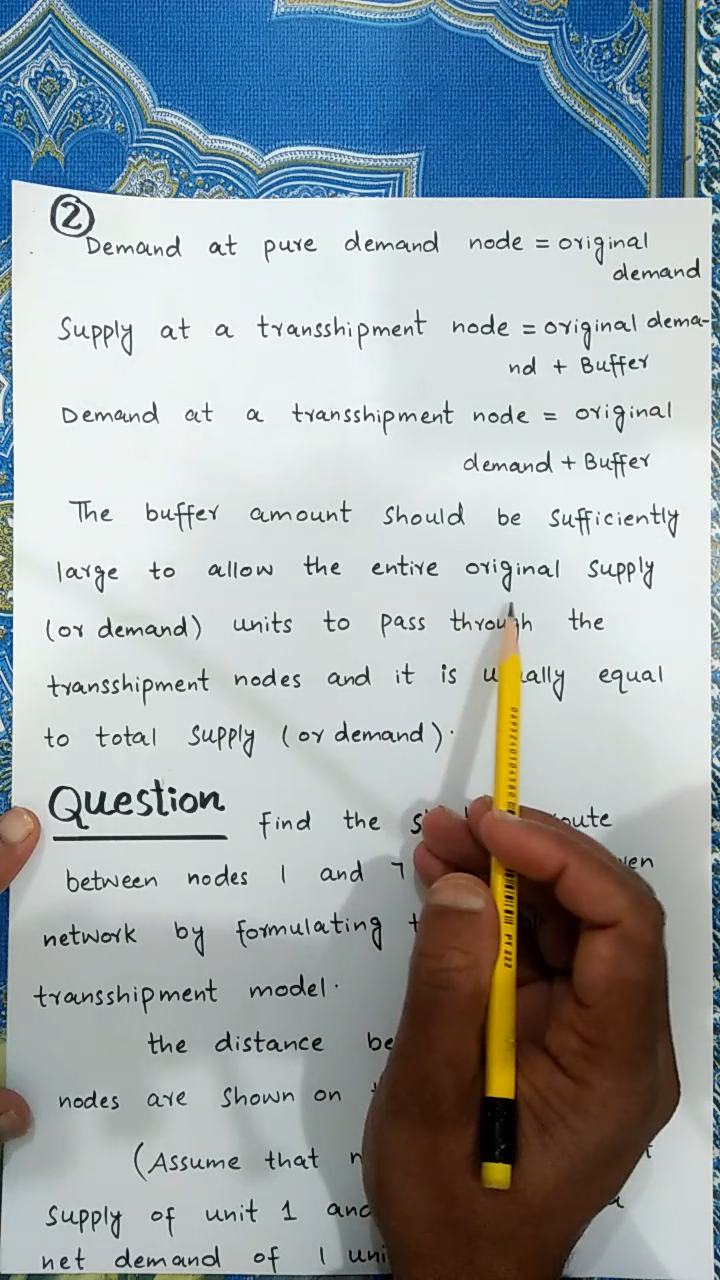 ②
Demand at pure demand node = original
demand
Supply at a transshipment node = original dema-
nd + Buffer
Demand at a transshipment node = original
demand + Buffer
The buffer amount should be sufficiently
large to allow the entire original supply
(or demand) units to pass through the
transshipment nodes and it is usually equal
to total supply (or demand).
Question
find the
between nodes 1 and 7
network by formulating
transshipment model.
the distance
nodes are shown on
(Assume that
supply of unit 1 and
net demand of 1
PY 222